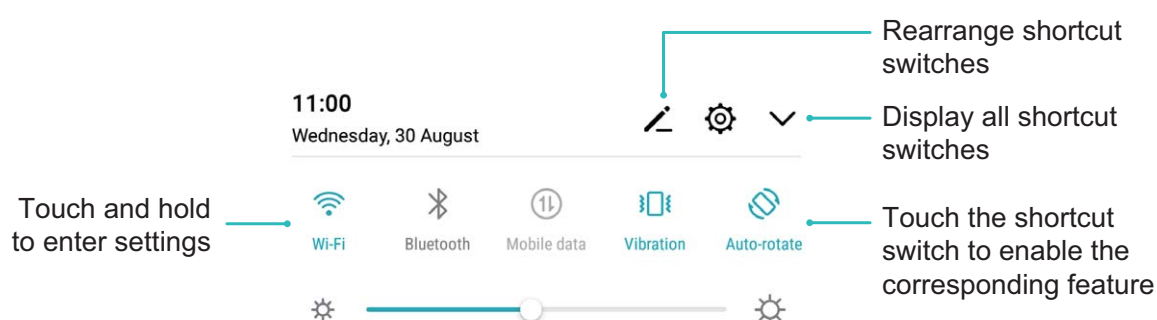 Rearrange shortcut
switches
11:00
Wednesday, 30 August
Display all shortcut
switches
Touch and hold
to enter settings
Wi-Fi
Bluetooth
Mobile data
Vibration
Auto-rotate
Touch the shortcut
switch to enable the
corresponding feature